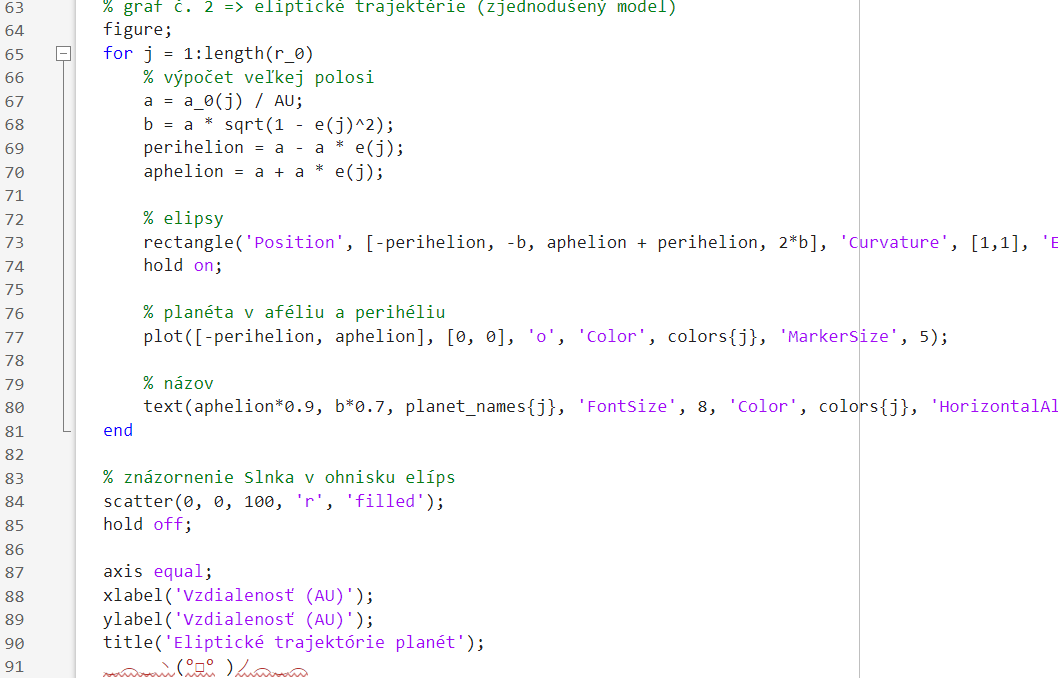 63 % graf č. 2 => eliptické trajektérie (zjednodušený model)
64 figure;
65 for j = 1:length(r_0)
66 % výpočet veľkej polosi
67 a = a_0(j) / AU;
68 b = a * sqrt(1 - e(j)^2);
69 perihelion = a - a * e(j);
70 aphelion = a + a * e(j);
71
72 % elipsy
73 rectangle('Position', [-perihelion, -b, aphelion + perihelion, 2*b], 'Curvature', [1,1], 'E
74 hold on;
75
76 % planéta v aféliu a perihéliu
77 plot([-perihelion, aphelion], [0, 0], 'o', 'Color', colors{j}, 'MarkerSize', 5);
78
79 % názov
80 text(aphelion*0.9, b*0.7, planet_names{j}, 'FontSize', 8, 'Color', colors{j}, 'HorizontalAl
81 end
82
83 % znázornenie Slnka v ohnisku elíps
84 scatter(0, 0, 100, 'r', 'filled');
85 hold off;
86
87 axis equal;
88 xlabel('Vzdialenosť (AU)');
89 ylabel('Vzdialenosť (AU)');
90 title('Eliptické trajektórie planét');
91